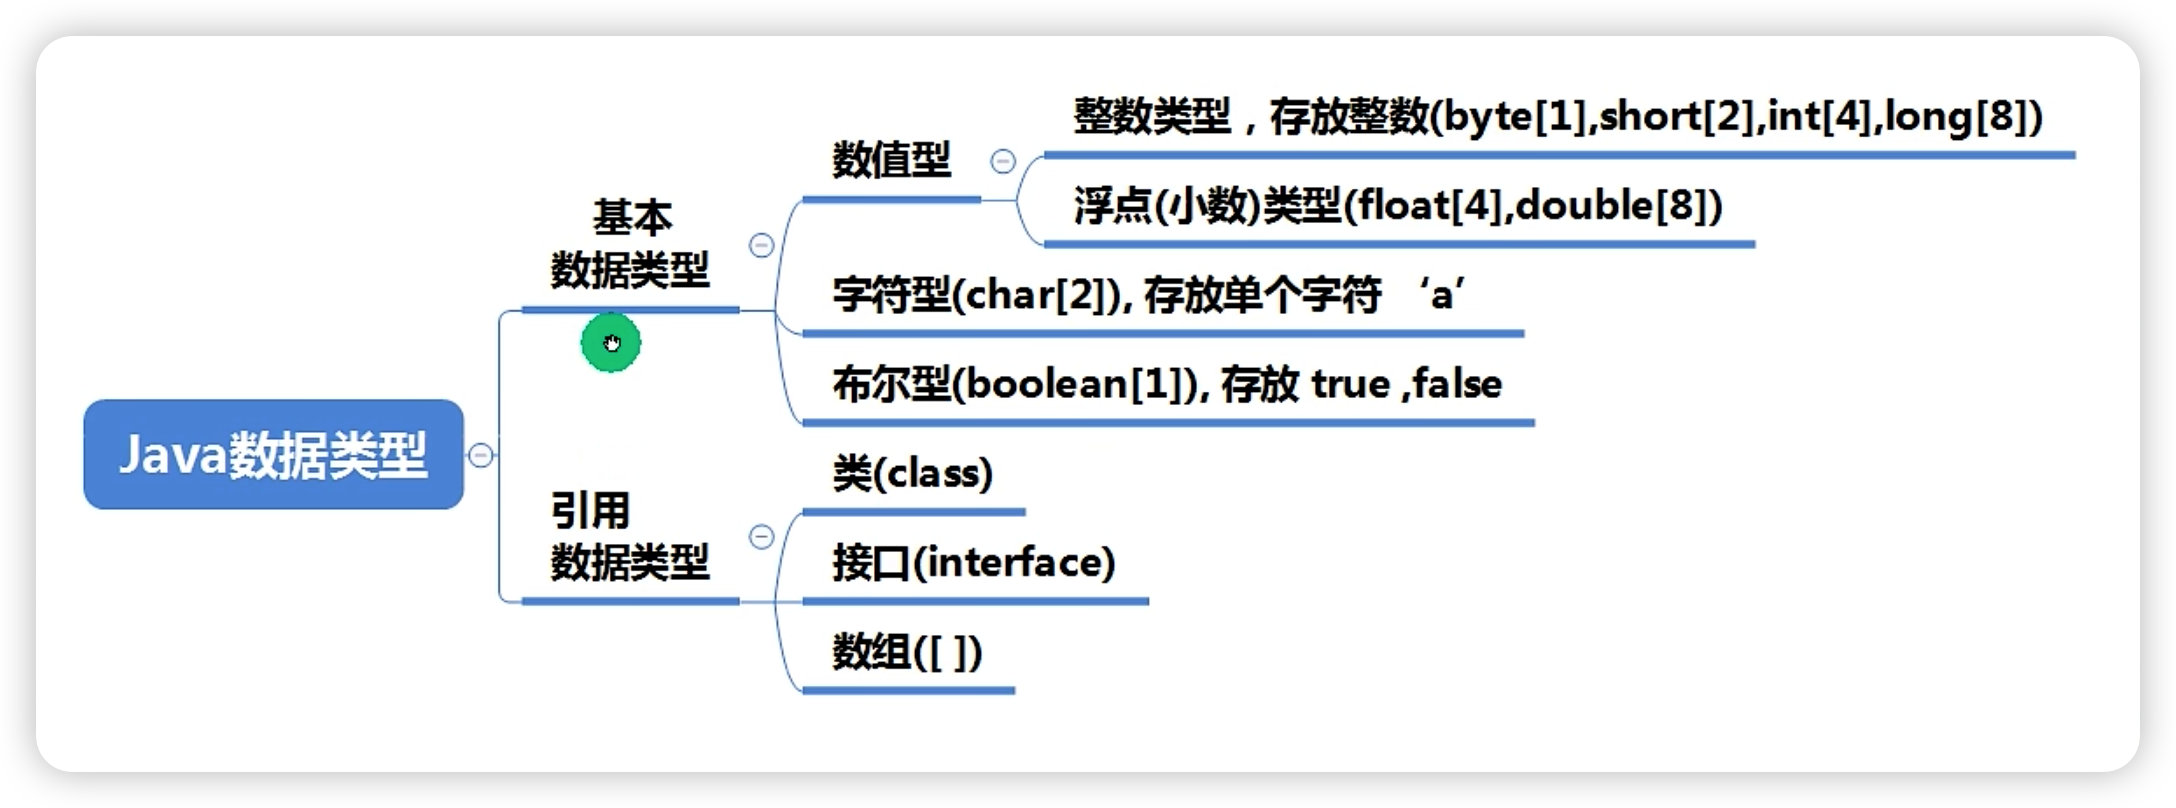 整数类型，存放整数(byte[1],short[2],int[4],long[8])
数值型
浮点(小数)类型(float[4],double[8])
基本
数据类型
字符型(char[2]), 存放单个字符 ‘a’
布尔型(boolean[1]), 存放 true ,false
Java数据类型
类(class)
引用
数据类型
接口(interface)
数组([ ])